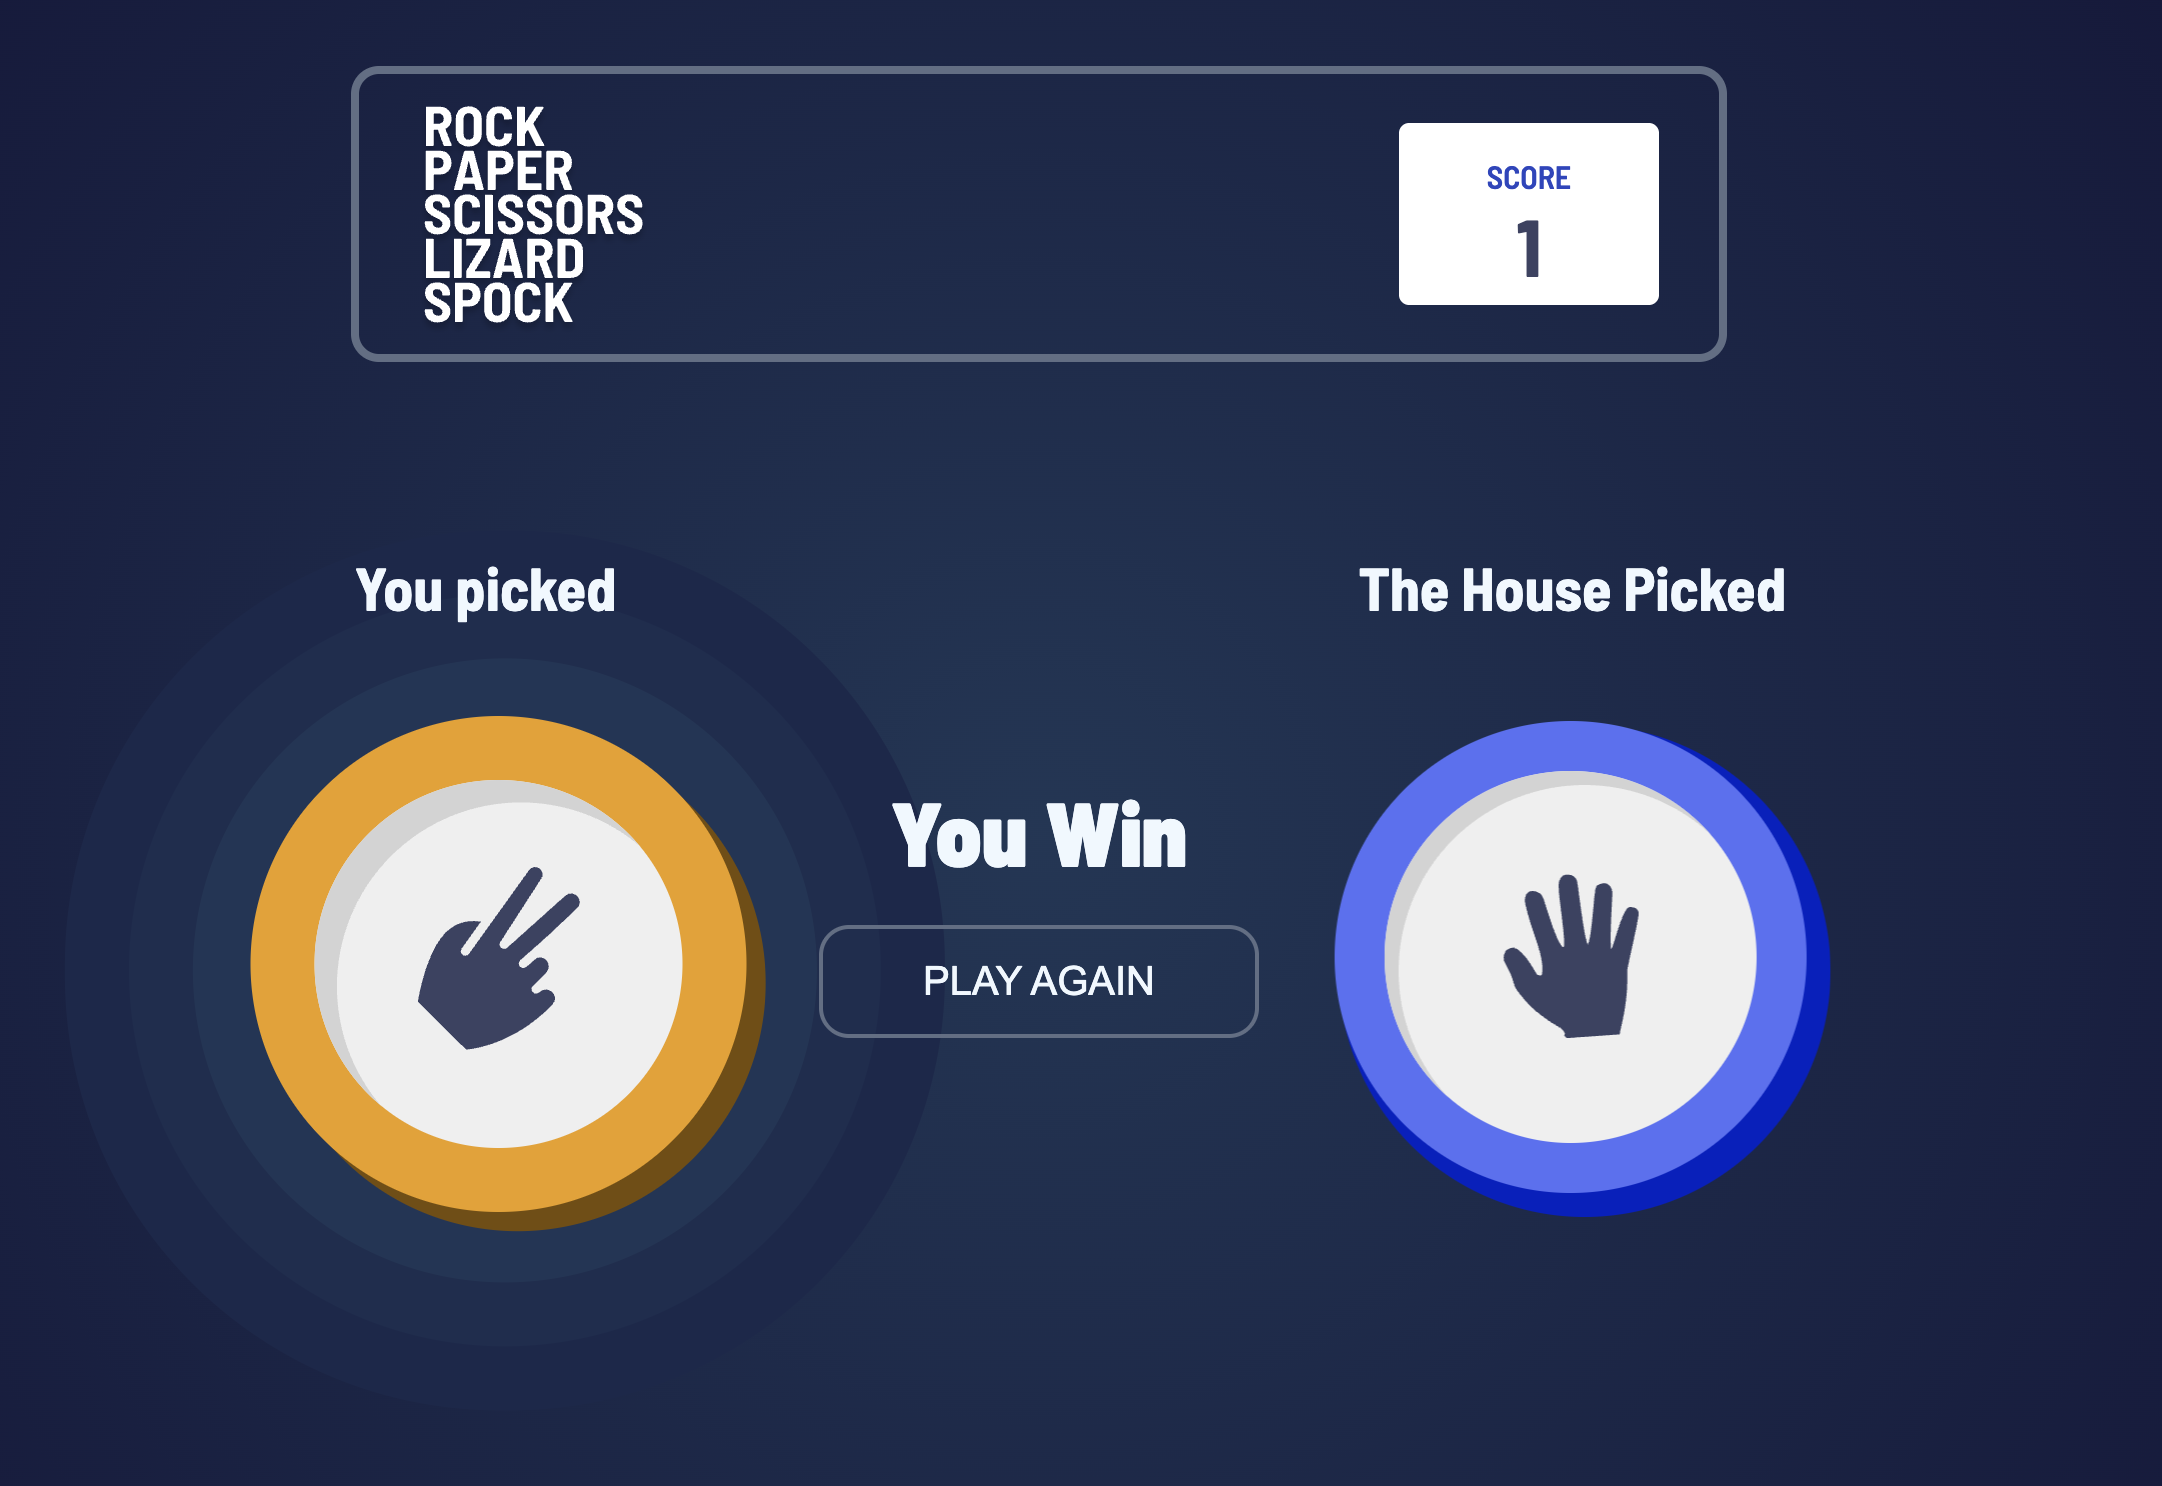 ROCK
PAPER
SCISSORS
LIZARD
SPOCK
SCORE
1
You picked
The House Picked
You Win
PLAY AGAIN